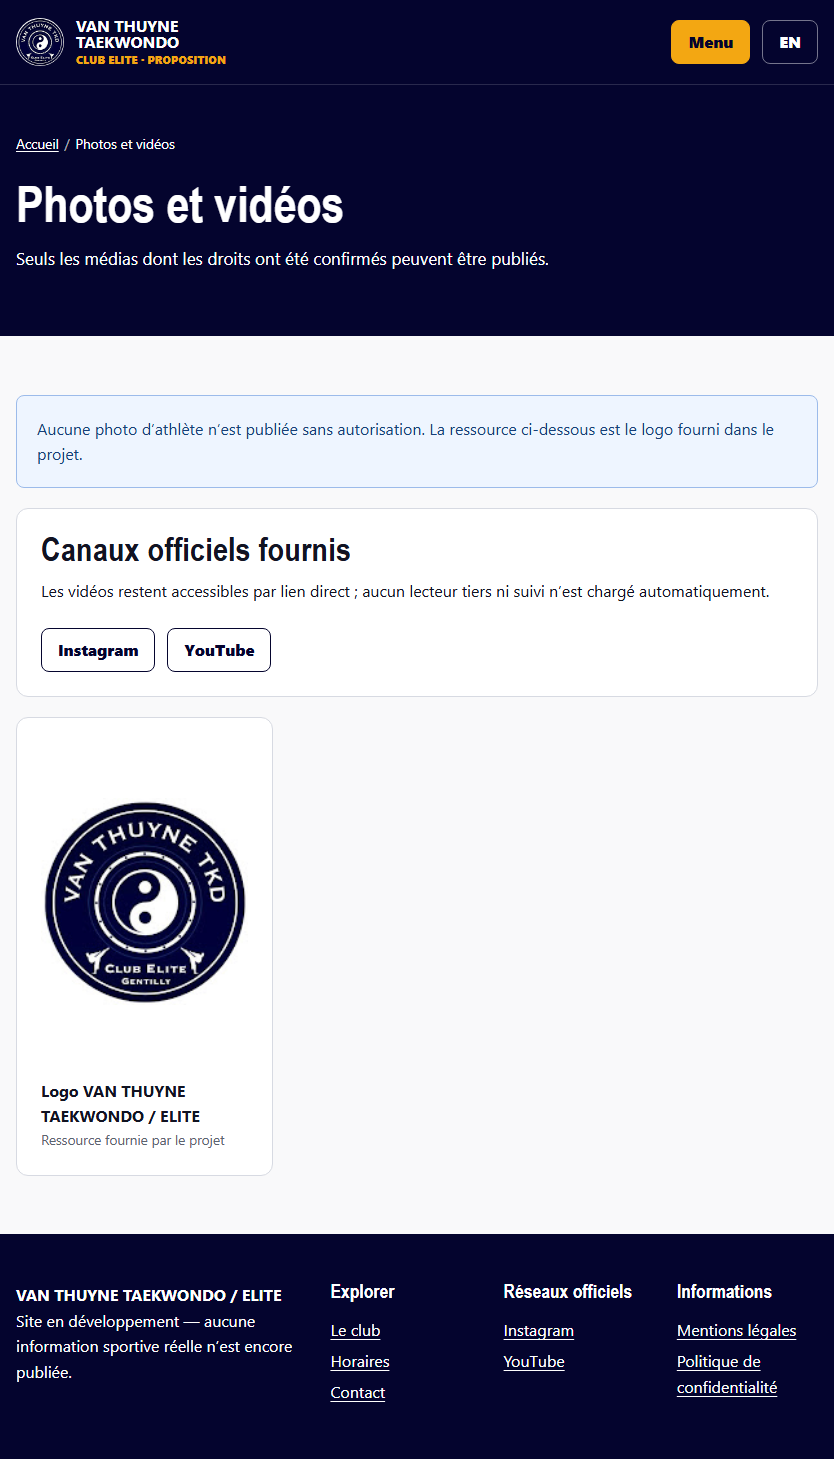 VAN THUYNE TKD
CLUB ELITE
VAN THUYNE
TAEKWONDO
CLUB ELITE · PROPOSITION
Menu
EN
Accueil / Photos et vidéos
Photos et vidéos
Seuls les médias dont les droits ont été confirmés peuvent être publiés.
Aucune photo d’athlète n’est publiée sans autorisation. La ressource ci-dessous est le logo fourni dans le
projet.
Canaux officiels fournis
Les vidéos restent accessibles par lien direct ; aucun lecteur tiers ni suivi n’est chargé automatiquement.
Instagram
YouTube
VAN THUYNE TKD
CLUB ELITE
GENTILLY
Logo VAN THUYNE
TAEKWONDO / ELITE
Ressource fournie par le projet
VAN THUYNE TAEKWONDO / ELITE
Site en développement — aucune
information sportive réelle n’est encore
publiée.
Explorer
Le club
Horaires
Contact
Réseaux officiels
Instagram
YouTube
Informations
Mentions légales
Politique de
confidentialité